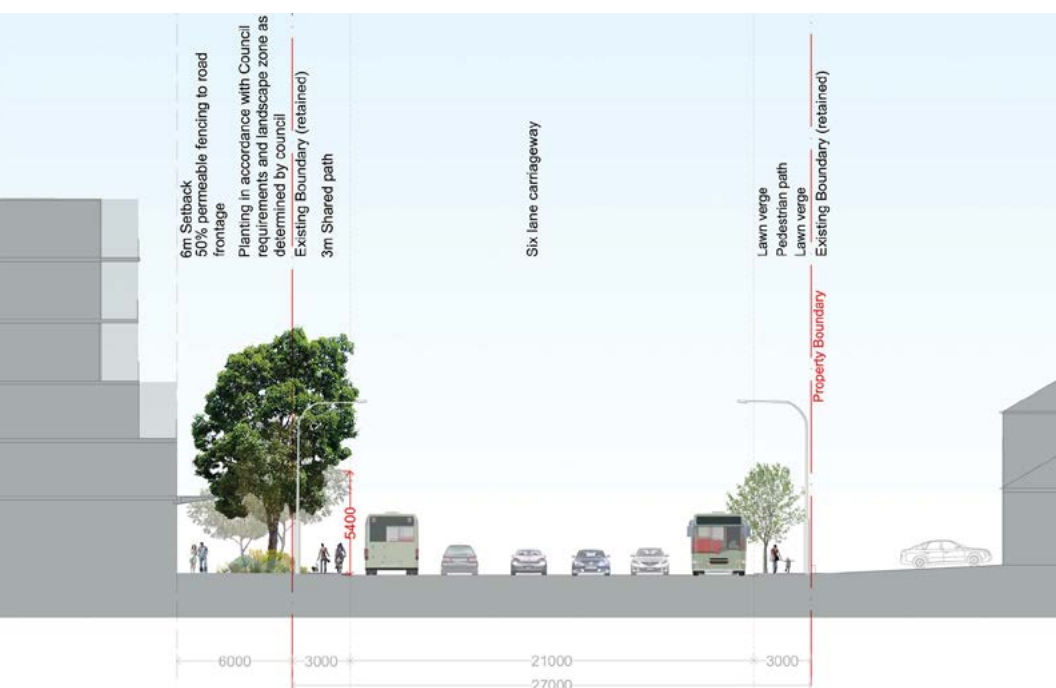 6m Setback
50% permeable fencing to road
frontage
Planting in accordance with Council
requirements and landscape zone as
determined by council
Existing Boundary (retained)
3m Shared path
Six lane carriageway
Lawn verge
Pedestrian path
Lawn verge
Existing Boundary (retained)
Property Boundary
5400
6000
3000
21000
3000
27000